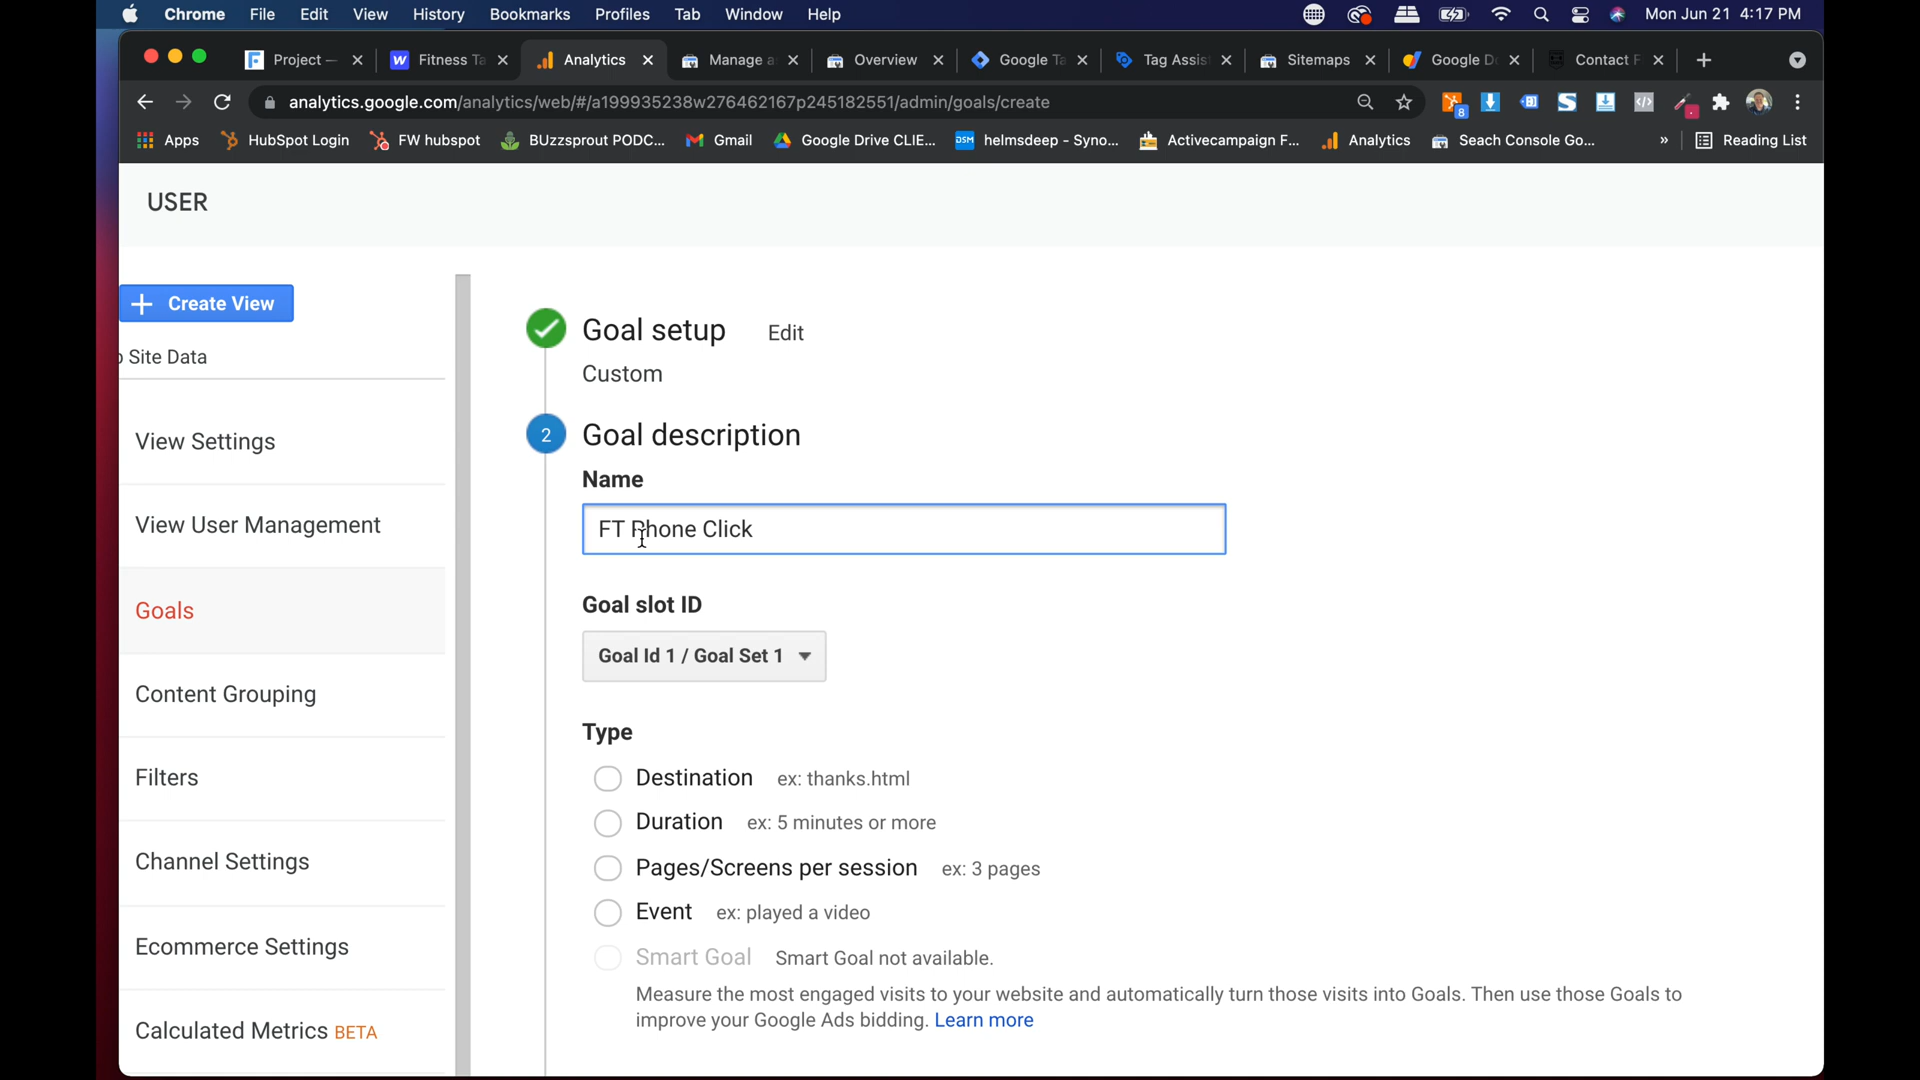 Chrome File Edit View History Bookmarks Profiles Tab Window Help Mon Jun 21 4:17 PM
Project — Fitness Ta Analytics Manage a Overview Google Ta Tag Assis Sitemaps Google D Contact F
analytics.google.com/analytics/web/#/a199935238w276462167p245182551/admin/goals/create 8
Apps HubSpot Login FW hubspot BUzzsprout PODC... Gmail Google Drive CLIE... DSM helmsdeep - Syno... Activecampaign F... Analytics Seach Console Go... » Reading List
USER
+ Create View
Site Data
View Settings
View User Management
Goals
Content Grouping
Filters
Channel Settings
Ecommerce Settings
Calculated Metrics BETA
Goal setup Edit
Custom
2 Goal description
Name
FT Phone Click
Goal slot ID
Goal Id 1 / Goal Set 1
Type
Destination ex: thanks.html
Duration ex: 5 minutes or more
Pages/Screens per session ex: 3 pages
Event ex: played a video
Smart Goal Smart Goal not available.
Measure the most engaged visits to your website and automatically turn those visits into Goals. Then use those Goals to
improve your Google Ads bidding. Learn more